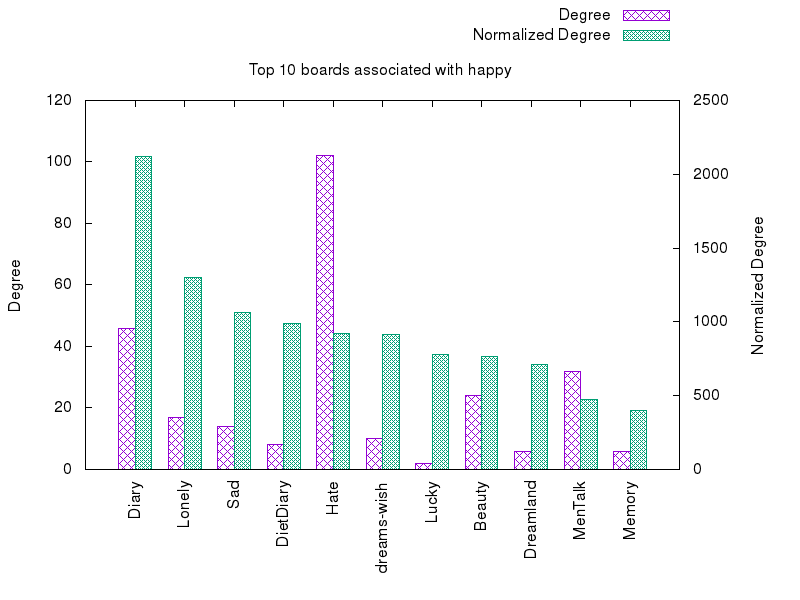 Degree
Normalized Degree
Top 10 boards associated with happy
120
100
80
60
40
20
0
2500
2000
1500
1000
500
0
Degree
Normalized Degree
Diary
Lonely
Sad
DietDiary
Hate
dreams-wish
Lucky
Beauty
Dreamland
MenTalk
Memory